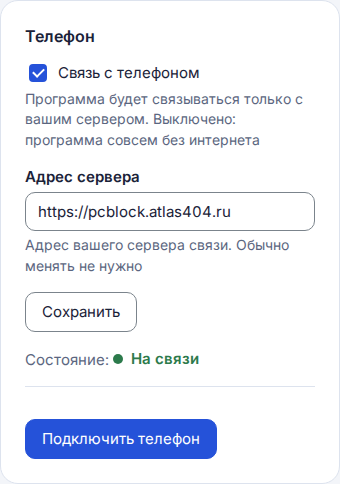 Телефон
Связь с телефоном
Программа будет связываться только с
вашим сервером. Выключено:
программа совсем без интернета
Адрес сервера
https://pcblock.atlas404.ru
Адрес вашего сервера связи. Обычно
менять не нужно
Сохранить
Состояние: На связи
Подключить телефон